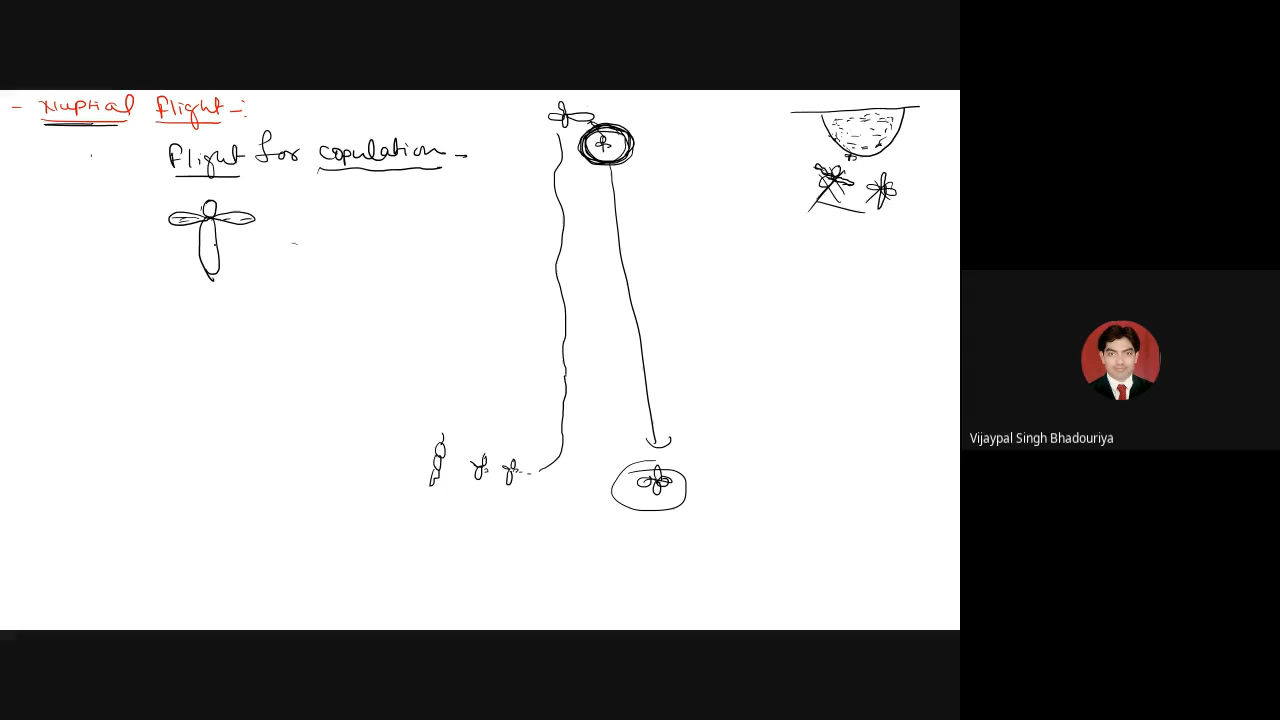 - Nuptial flight -:
flight for copulation -
Vijaypal Singh Bhadouriya